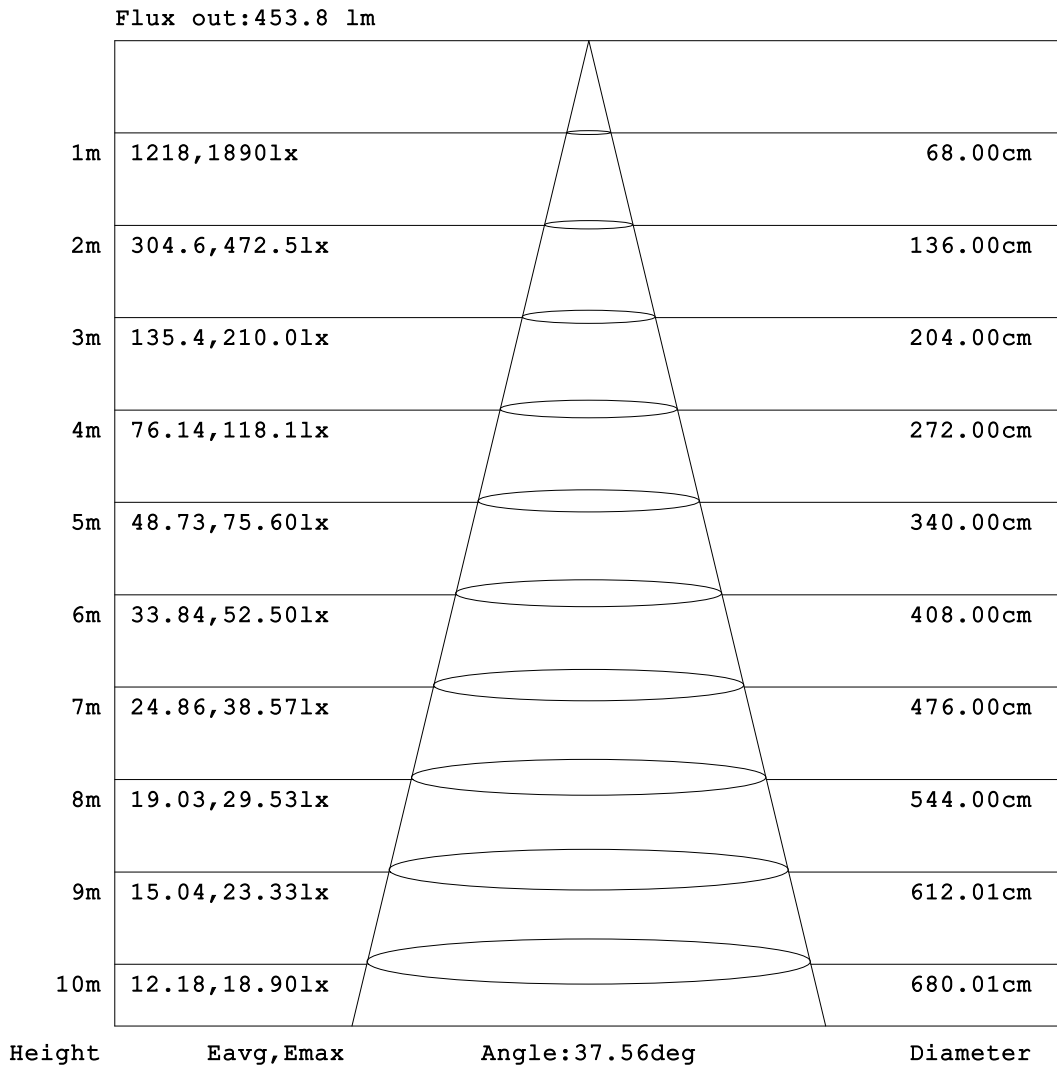 Flux out:453.8 lm
1m 1218,1890lx 68.00cm
2m 304.6,472.5lx 136.00cm
3m 135.4,210.0lx 204.00cm
4m 76.14,118.1lx 272.00cm
5m 48.73,75.60lx 340.00cm
6m 33.84,52.50lx 408.00cm
7m 24.86,38.57lx 476.00cm
8m 19.03,29.53lx 544.00cm
9m 15.04,23.33lx 612.01cm
10m 12.18,18.90lx 680.01cm
Height Eavg,Emax Angle:37.56deg Diameter